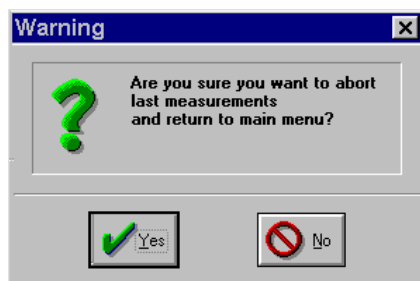 Warning
Are you sure you want to abort
last measurements
and return to main menu?
Yes
No